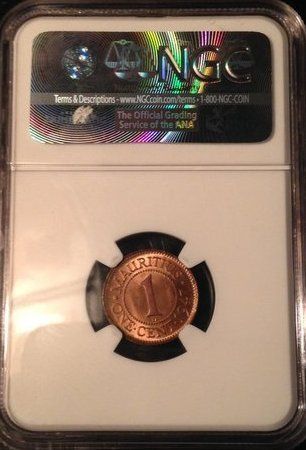 NGC
Terms & Descriptions - www.NGCcoin.com/terms • 1-800-NGC-COIN
The Official Grading
Service of the ANA
MAURITIUS
1
ONE CENT